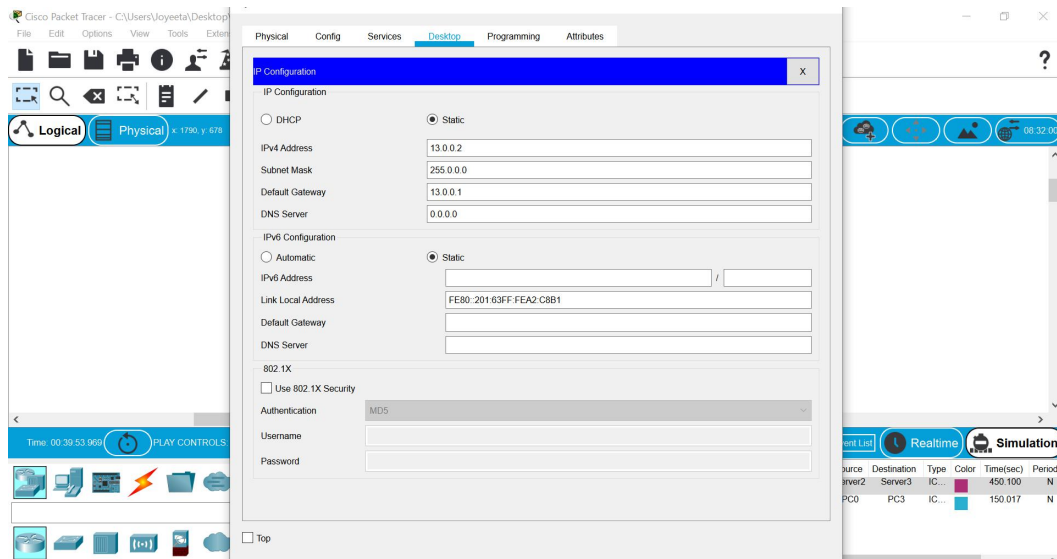 Cisco Packet Tracer - C:\Users\Joyeeta\Desktop\
File Edit Options View Tools
Physical Config Services Desktop Programming Attributes
?
IP Configuration X
IP Configuration
DHCP Static
Logical Physical x: 1790, y: 678 08:32:00
IPv4 Address 13.0.0.2
Subnet Mask 255.0.0.0
Default Gateway 13.0.0.1
DNS Server 0.0.0.0
IPv6 Configuration
Automatic Static
IPv6 Address /
Link Local Address FE80::201:63FF:FEA2:C8B1
Default Gateway
DNS Server
802.1X
Use 802.1X Security
Authentication MD5
Time: 00:39:53.969 PLAY CONTROLS: List Realtime Simulation
Username
Password
Destination Type Color Time(sec)
Server3 IC... 450.100 N
PC0 PC3 IC... 150.017 N
Top